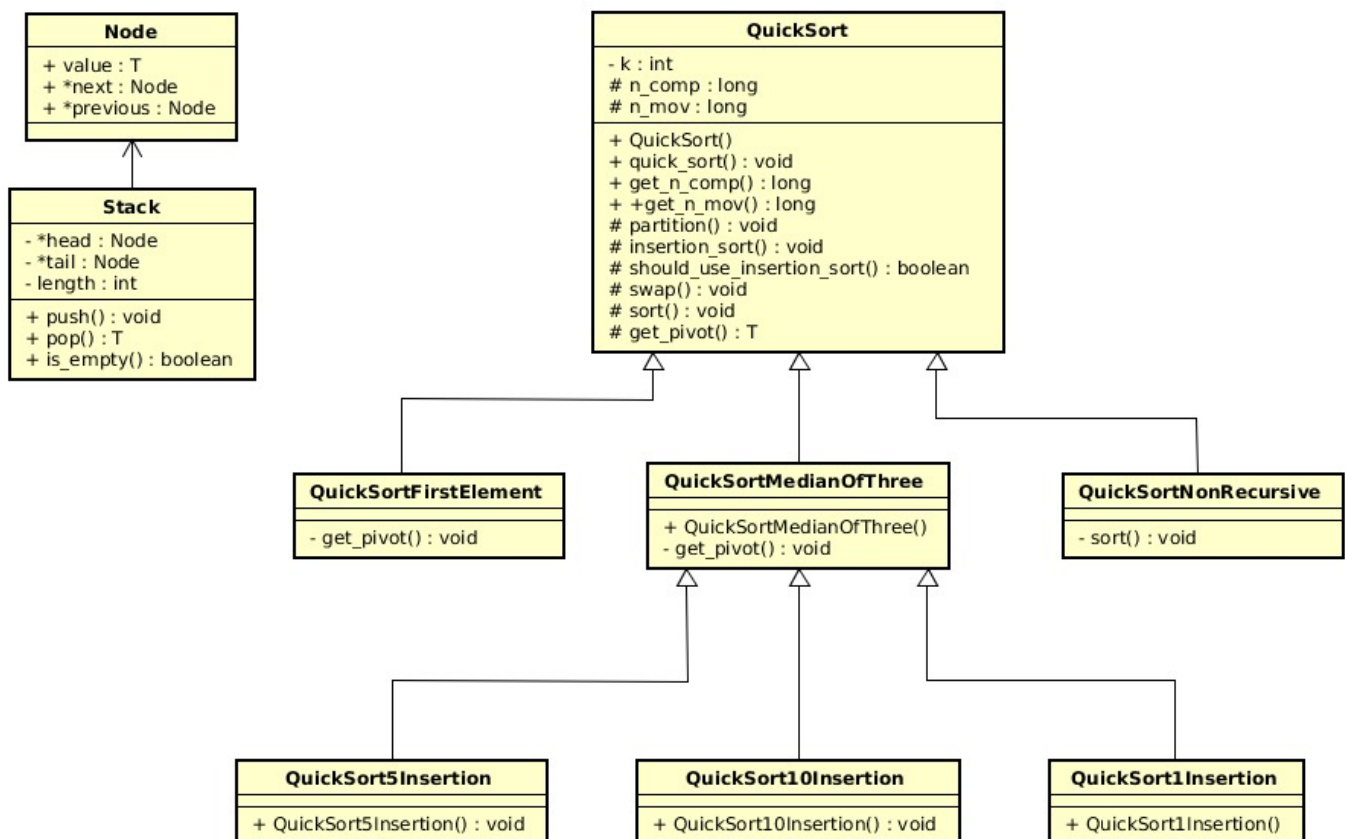 Node
+ value : T
+ *next : Node
+ *previous : Node
Stack
- *head : Node
- *tail : Node
- length : int
+ push() : void
+ pop() : T
+ is_empty() : boolean
QuickSort
- k : int
# n_comp : long
# n_mov : long
+ QuickSort()
+ quick_sort() : void
+ get_n_comp() : long
+ +get_n_mov() : long
# partition() : void
# insertion_sort() : void
# should_use_insertion_sort() : boolean
# swap() : void
# sort() : void
# get_pivot() : T
QuickSortFirstElement
- get_pivot() : void
QuickSortMedianOfThree
+ QuickSortMedianOfThree()
- get_pivot() : void
QuickSortNonRecursive
- sort() : void
QuickSort5Insertion
+ QuickSort5Insertion() : void
QuickSort10Insertion
+ QuickSort10Insertion() : void
QuickSort1Insertion
+ QuickSort1Insertion()